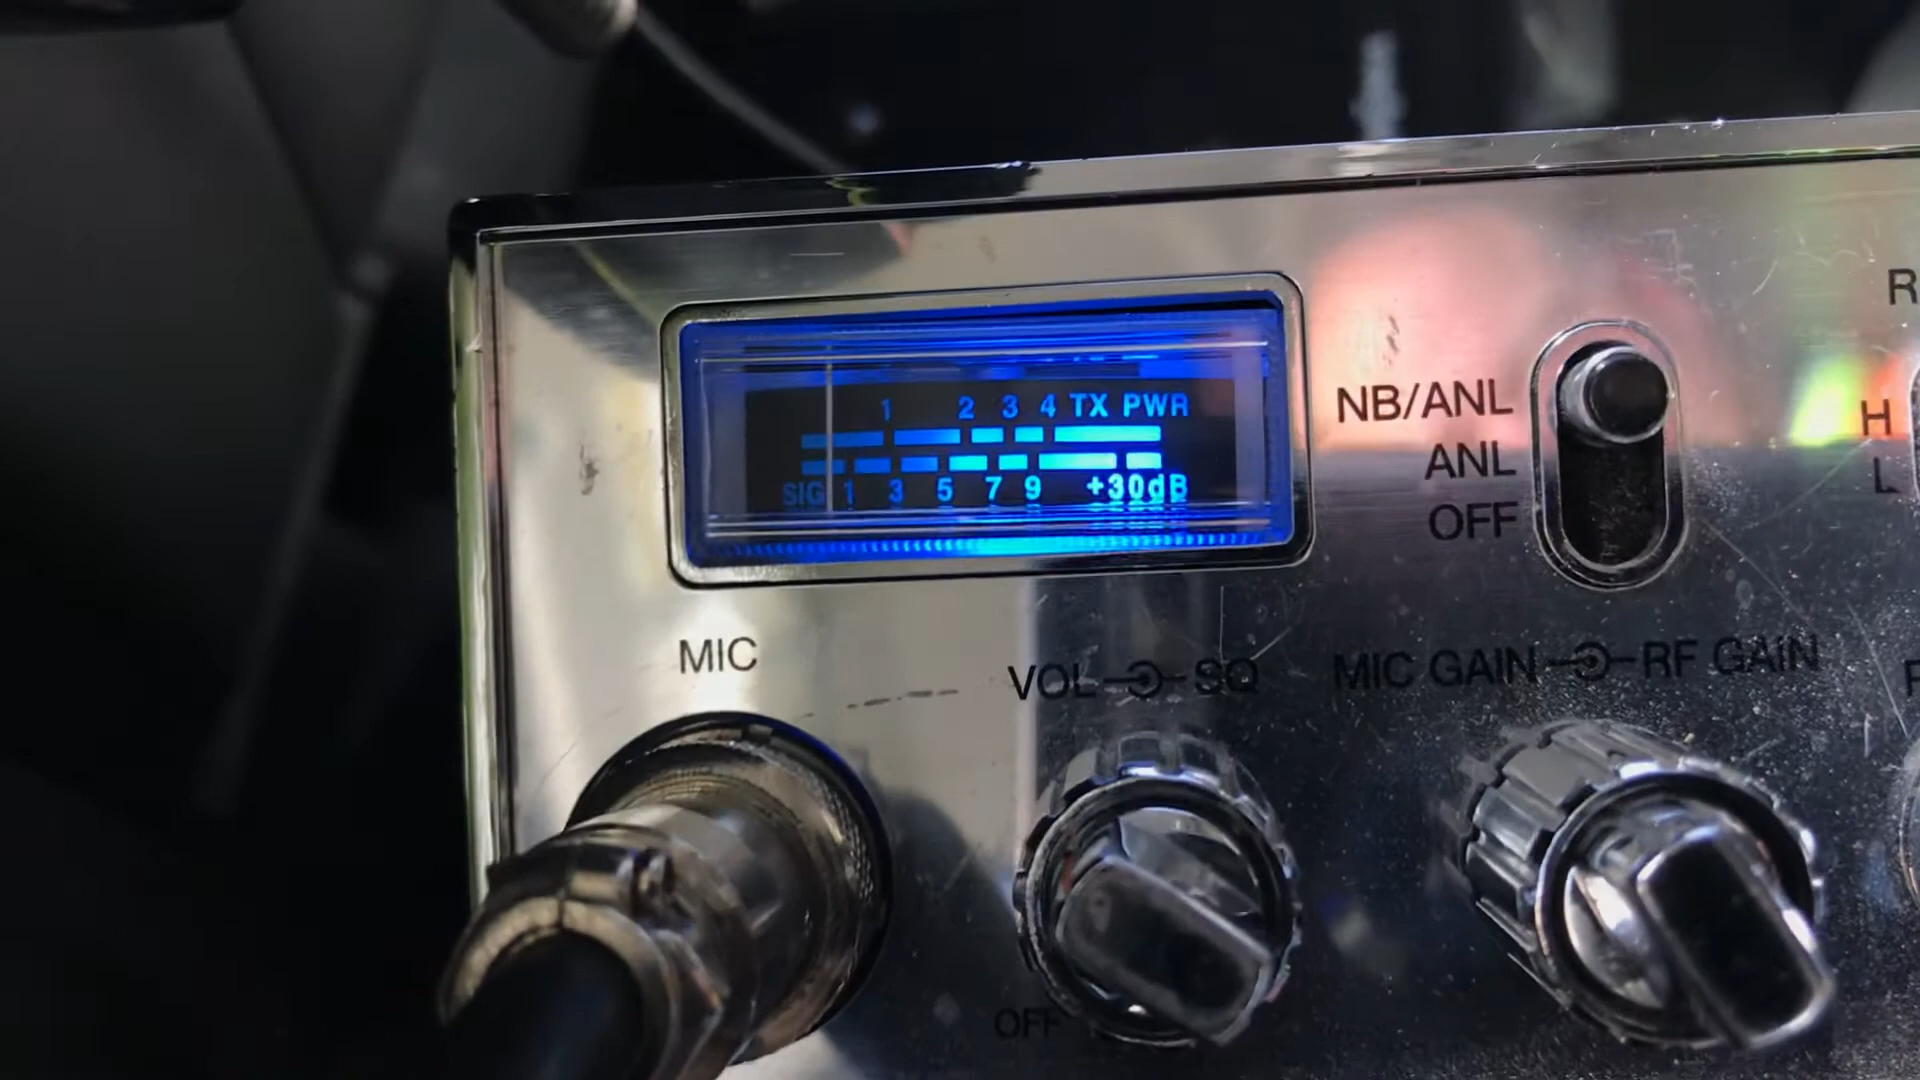 1 2 3 4 TX PWR
SIG 1 3 5 7 9 +30dB
NB/ANL
ANL
OFF
R
H
L
MIC
VOL SQ
MIC GAIN RF GAIN
OFF